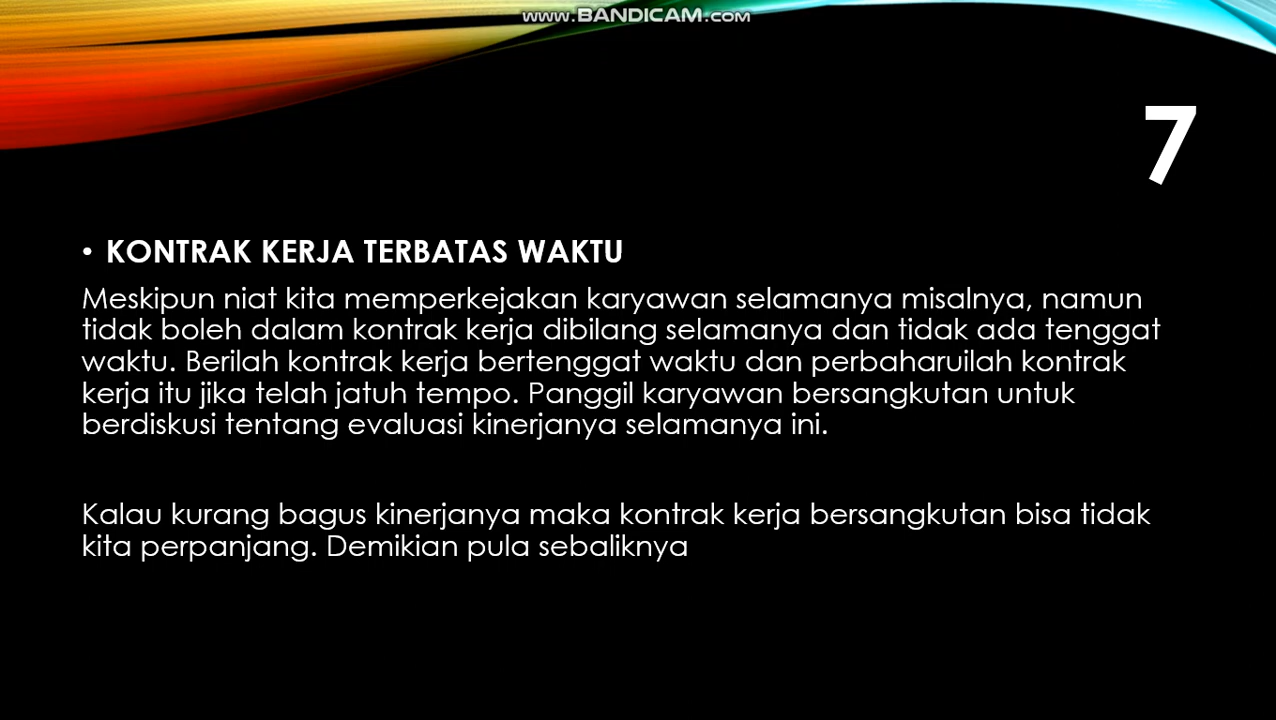 www.BANDICAM.com
7
• KONTRAK KERJA TERBATAS WAKTU
Meskipun niat kita memperkejakan karyawan selamanya misalnya, namun
tidak boleh dalam kontrak kerja dibilang selamanya dan tidak ada tenggat
waktu. Berilah kontrak kerja bertenggat waktu dan perbaharuilah kontrak
kerja itu jika telah jatuh tempo. Panggil karyawan bersangkutan untuk
berdiskusi tentang evaluasi kinerjanya selamanya ini.
Kalau kurang bagus kinerjanya maka kontrak kerja bersangkutan bisa tidak
kita perpanjang. Demikian pula sebaliknya